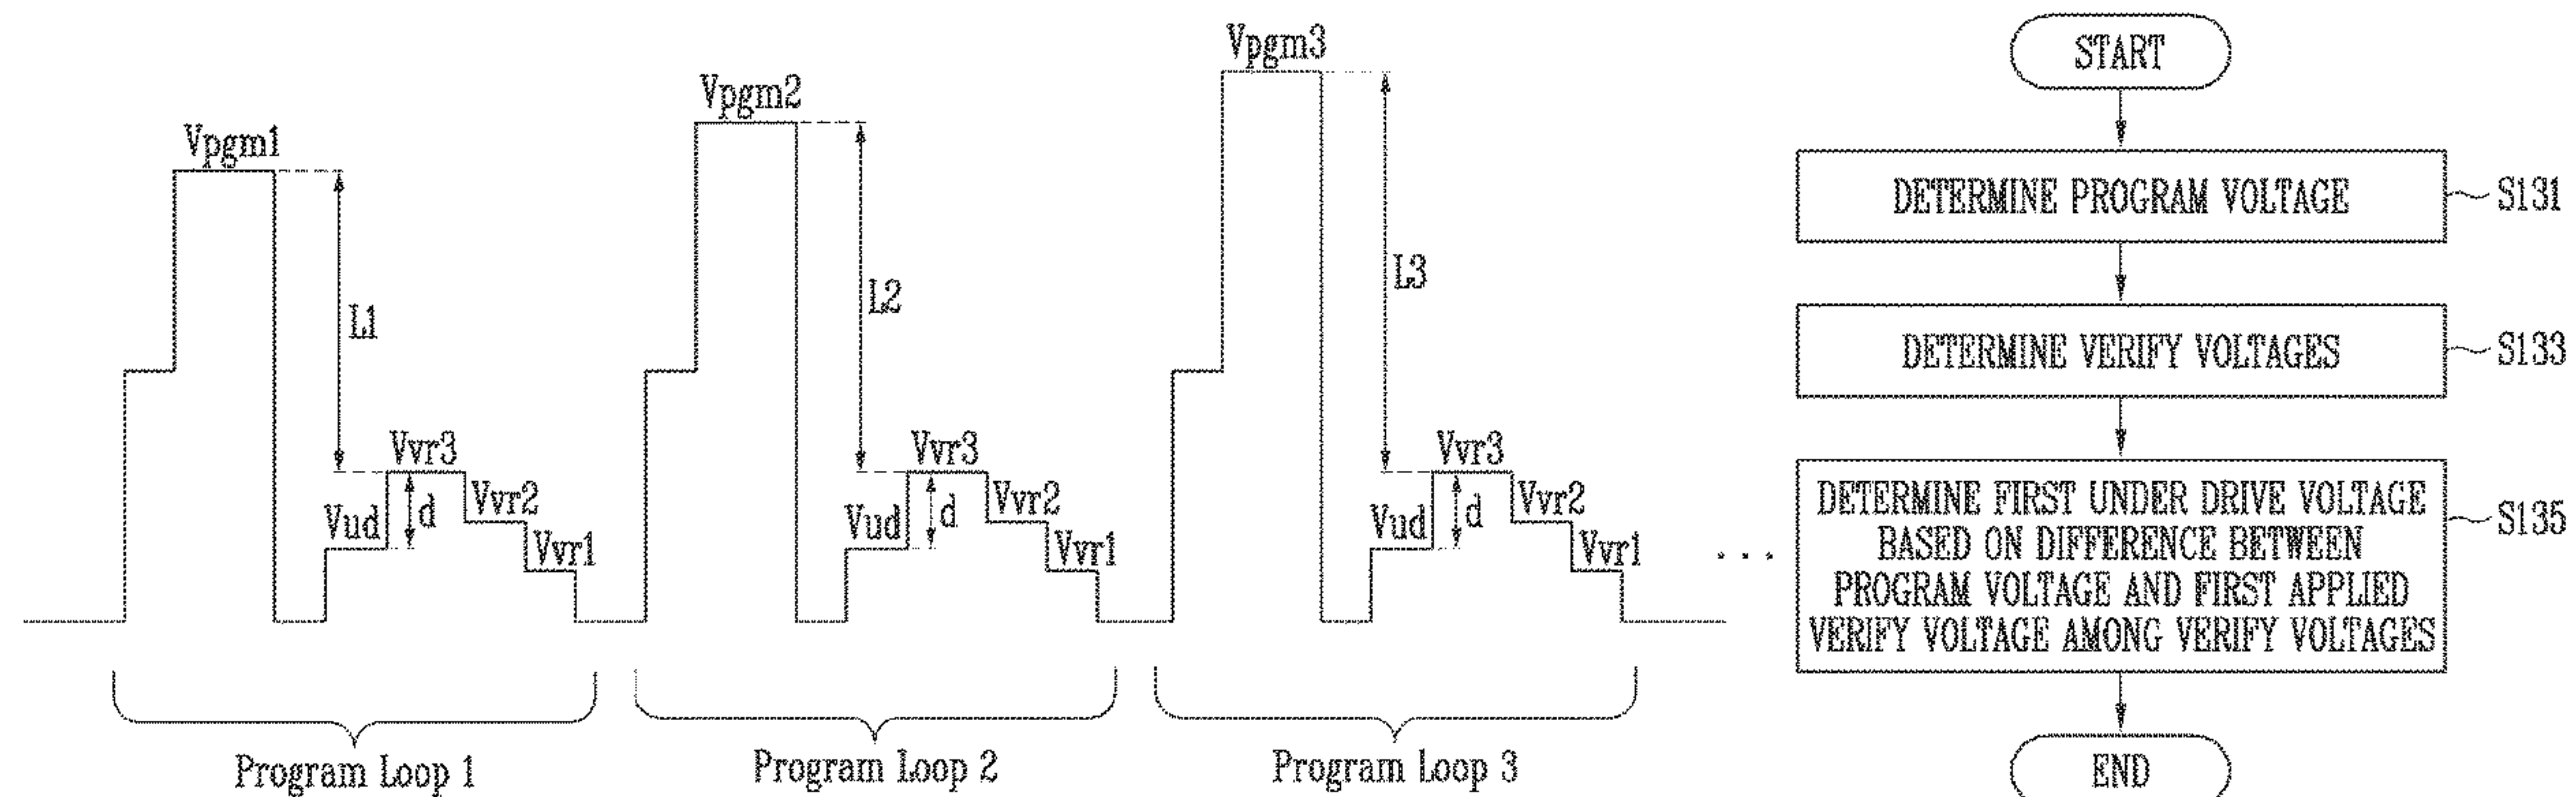 Vpgm1
L1
Vvr3
Vud
d
Vvr2
Vvr1
Program Loop 1
Vpgm2
L2
Vvr3
Vud
d
Vvr2
Vvr1
Program Loop 2
Vpgm3
L3
Vvr3
Vud
d
Vvr2
Vvr1
Program Loop 3
...
START
DETERMINE PROGRAM VOLTAGE
S131
DETERMINE VERIFY VOLTAGES
S133
DETERMINE FIRST UNDER DRIVE VOLTAGE
BASED ON DIFFERENCE BETWEEN
PROGRAM VOLTAGE AND FIRST APPLIED
VERIFY VOLTAGE AMONG VERIFY VOLTAGES
S135
END